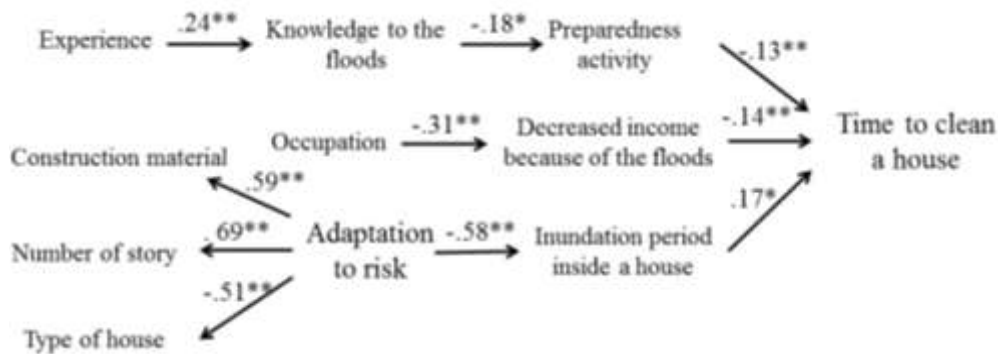 .24**
-.18*
Experience
Knowledge to the
floods
Preparedness
activity
-.13**
-.31**
-.14**
Occupation
Decreased income
because of the floods
Time to clean
a house
Construction material
.59**
.17*
.69**
Number of story
Adaptation
to risk
-.58**
Inundation period
inside a house
-.51**
Type of house